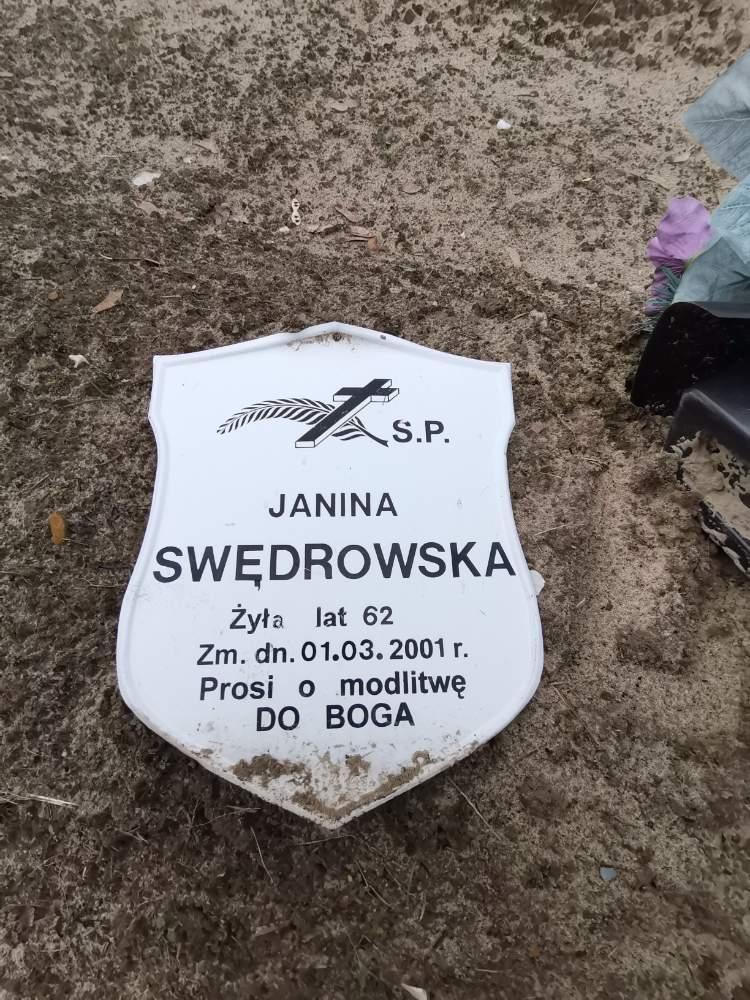 S.P.
JANINA
SWĘDROWSKA
Żyła lat 62
Zm. dn. 01.03.2001 r.
Prosi o modlitwę
DO BOGA